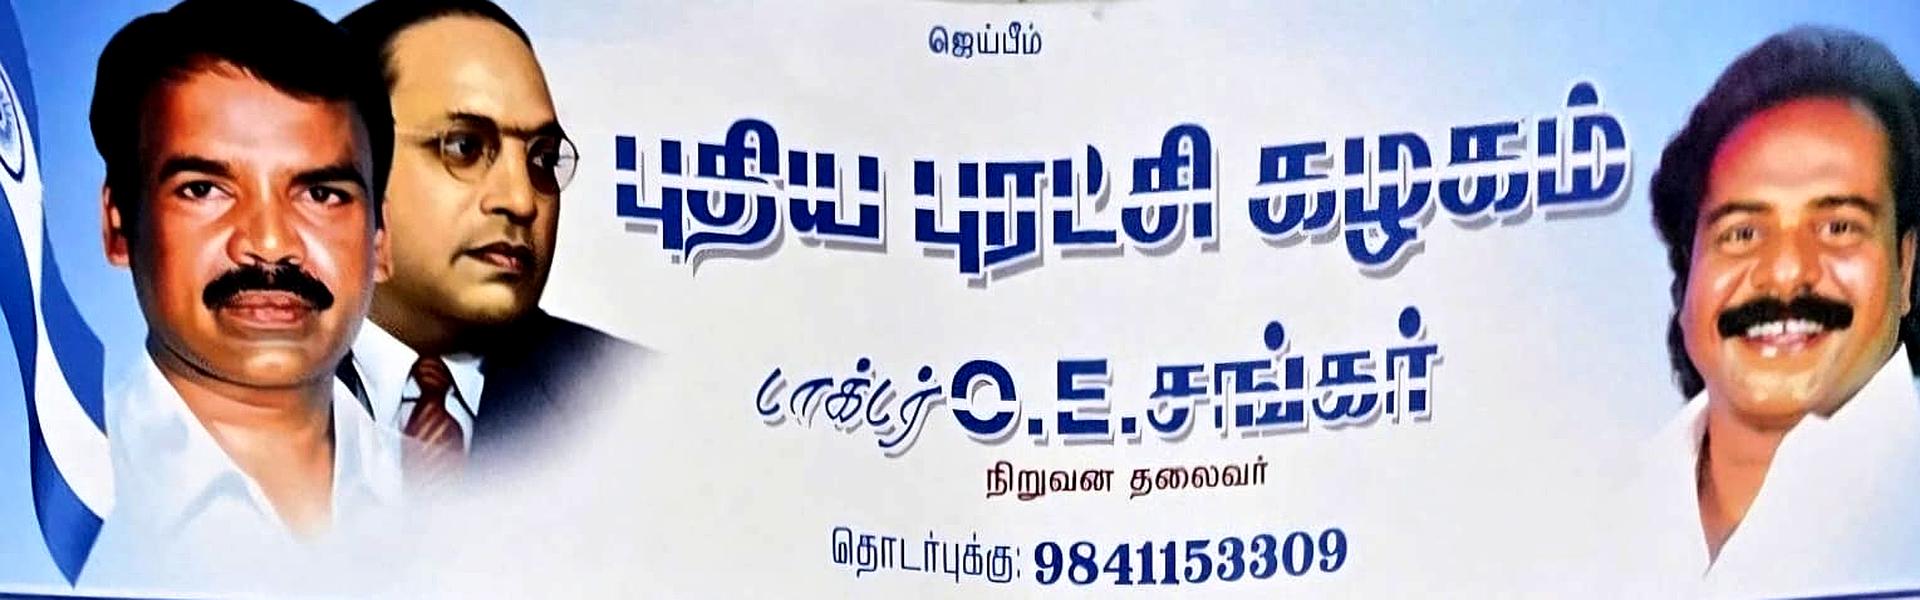 ஜெய்பீம்
புதிய புரட்சி கழகம்
டாக்டர் O.E.சங்கர்
நிறுவன தலைவர்
தொடர்புக்கு: 9841153309